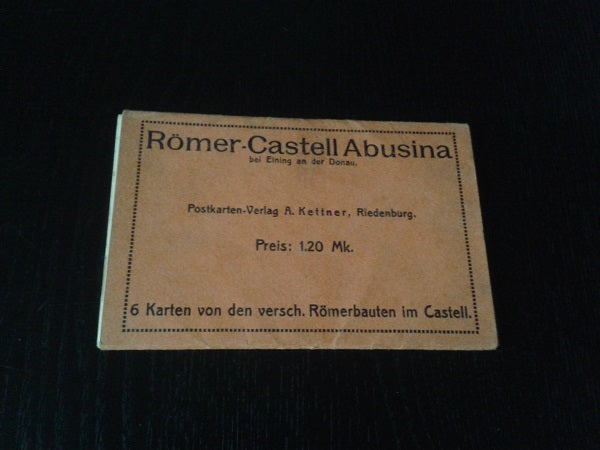 Römer-Castell Abusina
bei Eining an der Donau.
Postkarten-Verlag A. Kettner, Riedenburg.
Preis: 1.20 Mk.
6 Karten von den versch. Römerbauten im Castell.